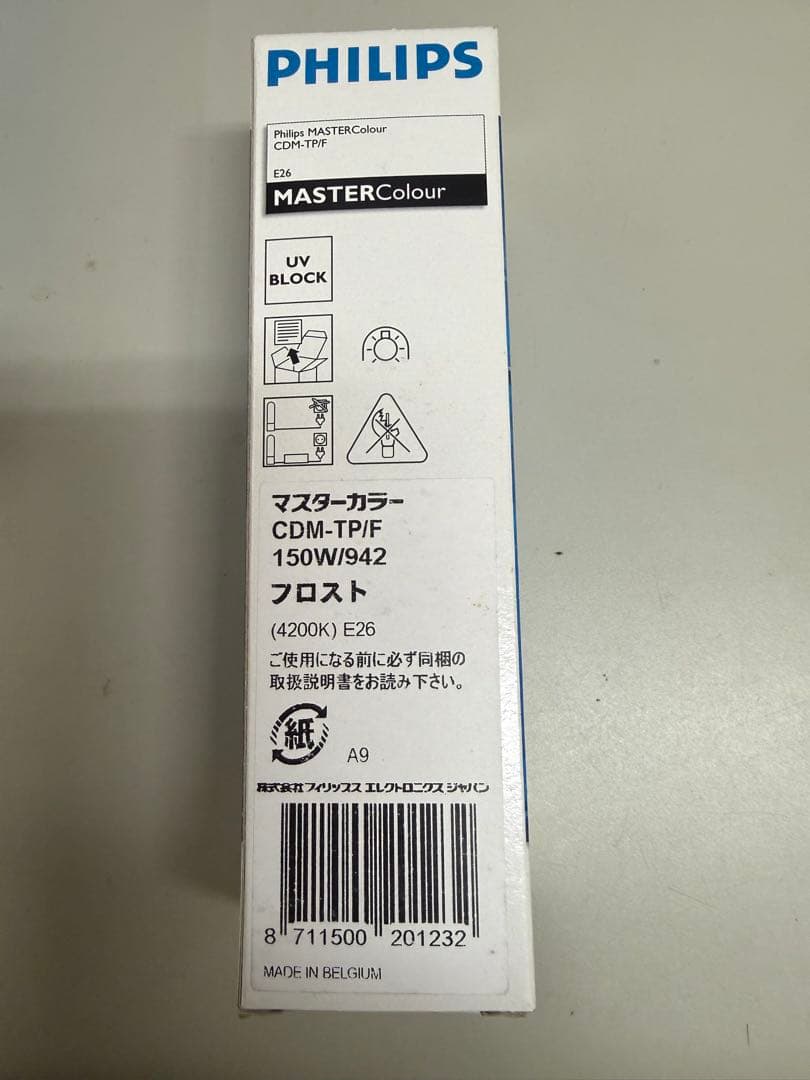 PHILIPS
Philips MASTERColour
CDM-TP/F
E26
MASTERColour
UV
BLOCK
マスターカラー
CDM-TP/F
150W/942
フロスト
(4200K) E26
ご使用になる前に必ず同梱の
取扱説明書をお読み下さい。
紙
A9
株式会社フィリップス エレクトロニクス ジャパン
8 711500 201232
MADE IN BELGIUM